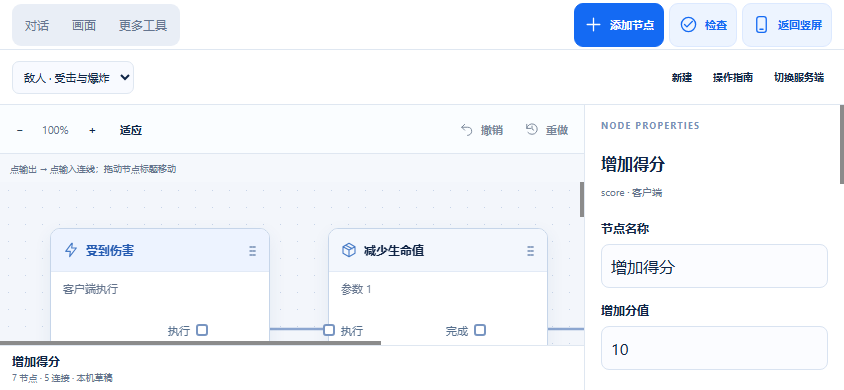 对话 画面 更多工具 添加节点 检查 返回竖屏
敌人 · 受击与爆炸 新建 操作指南 切换服务端
− 100% + 适应 撤销 重做
点输出 → 点输入连线；拖动节点标题移动
受到伤害
客户端执行
执行
减少生命值
参数 1
执行 完成
增加得分
7 节点 · 5 连接 · 本机草稿
NODE PROPERTIES
增加得分
score · 客户端
节点名称
增加得分
增加分值
10